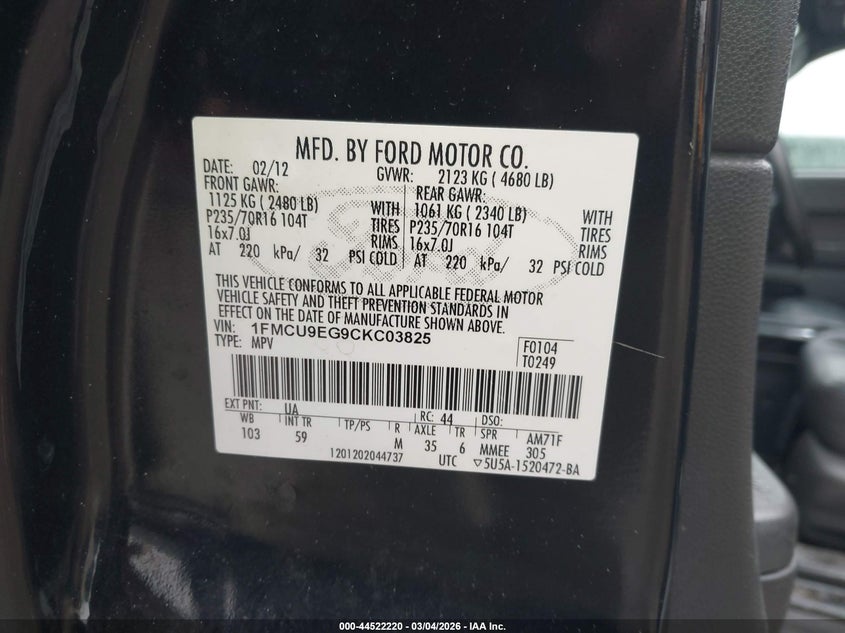 MFD. BY FORD MOTOR CO.
DATE: 02/12 GVWR: 2123 KG ( 4680 LB)
FRONT GAWR: REAR GAWR:
1125 KG ( 2480 LB) WITH 1061 KG ( 2340 LB) WITH
P235/70R16 104T TIRES P235/70R16 104T TIRES
16x7.0J RIMS 16x7.0J RIMS
AT 220 kPa/ 32 PSI COLD AT 220 kPa/ 32 PSI COLD
THIS VEHICLE CONFORMS TO ALL APPLICABLE FEDERAL MOTOR
VEHICLE SAFETY AND THEFT PREVENTION STANDARDS IN
EFFECT ON THE DATE OF MANUFACTURE SHOWN ABOVE.
VIN: 1FMCU9EG9CKC03825 F0104
TYPE: MPV T0249
EXT PNT: UA RC: 44 DSO:
WB INT TR TP/PS R AXLE TR SPR AM71F
103 59 M 35 6 MMEE 305
1201202044737 UTC ▽5U5A-1520472-BA
000-44522220 - 03/04/2026 - IAA Inc.